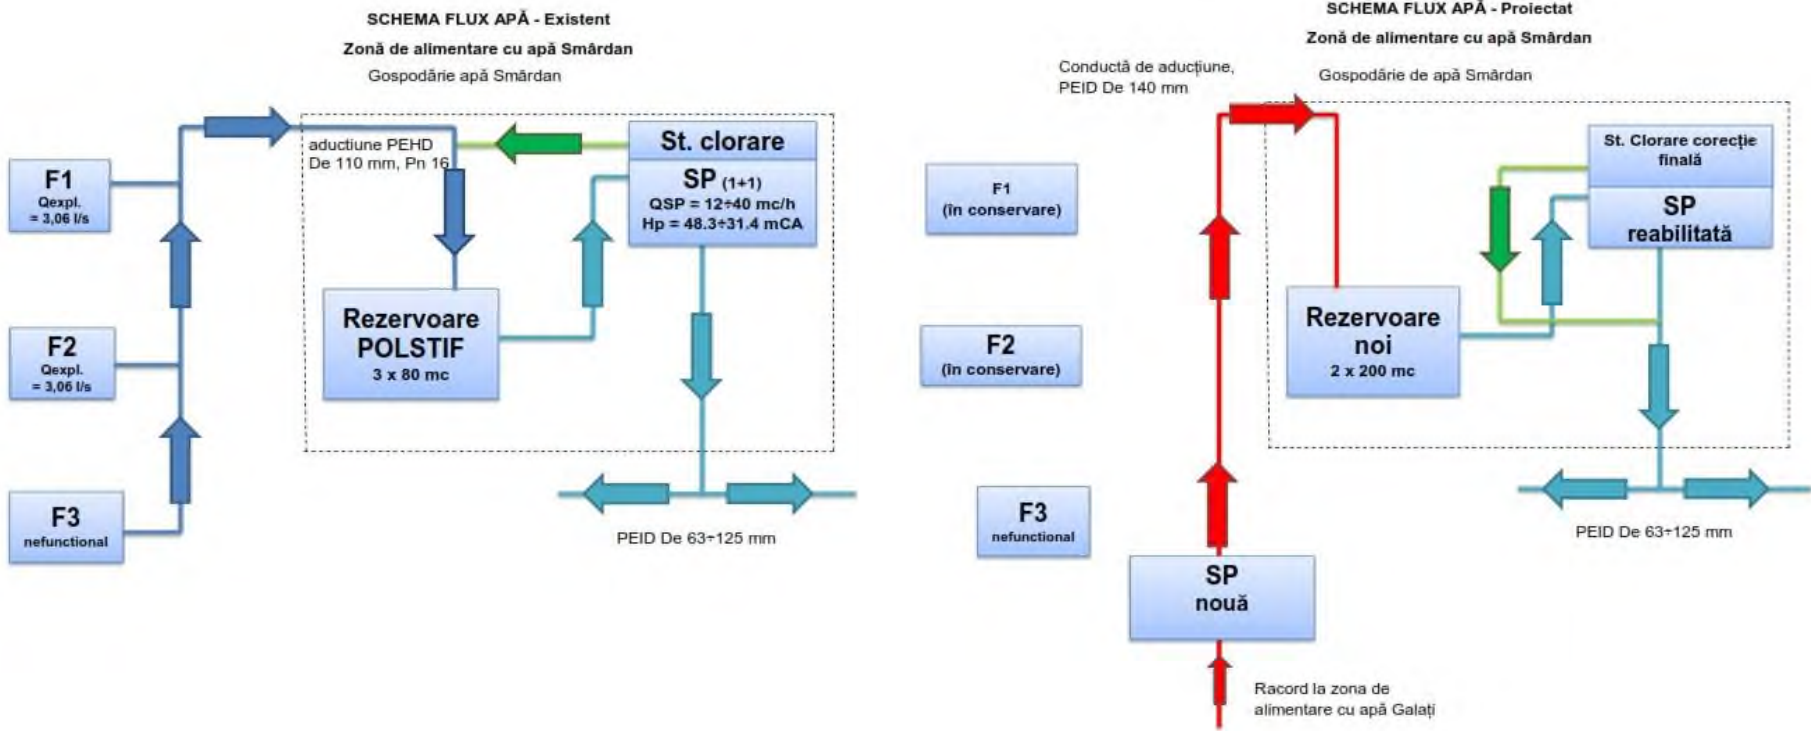 SCHEMA FLUX APĂ - Existent
Zonă de alimentare cu apă Smârdan
Gospodărie apă Smârdan
F1
Qexpl.
= 3,06 l/s
F2
Qexpl.
= 3,06 l/s
F3
nefunctional
aductiune PEHD
De 110 mm, Pn 16
St. clorare
SP (1+1)
QSP = 12÷40 mc/h
Hp = 48.3÷31.4 mCA
Rezervoare
POLSTIF
3 x 80 mc
PEID De 63÷125 mm
SCHEMA FLUX APĂ - Proiectat
Zonă de alimentare cu apă Smârdan
Gospodărie de apă Smârdan
Conductă de aducțiune,
PEID De 140 mm
F1
(în conservare)
F2
(în conservare)
F3
nefunctional
St. Clorare corecție
finală
SP
reabilitată
Rezervoare
noi
2 x 200 mc
PEID De 63÷125 mm
SP
nouă
Racord la zona de
alimentare cu apă Galați